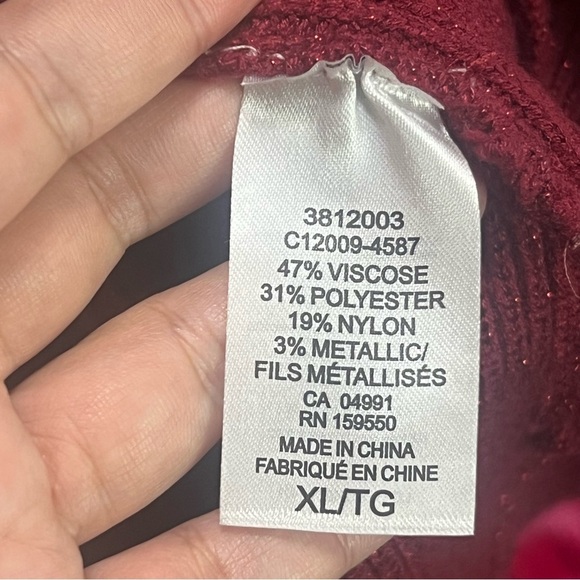 3812003
C12009-4587
47% VISCOSE
31% POLYESTER
19% NYLON
3% METALLIC/
FILS MÉTALLISÉS
CA 04991
RN 159550
MADE IN CHINA
FABRIQUÉ EN CHINE
XL/TG